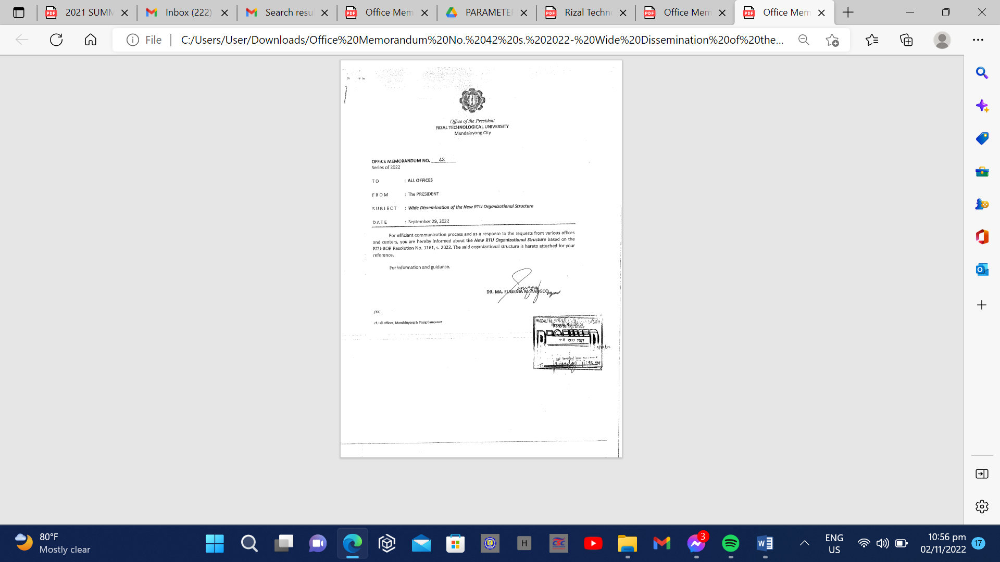 2021 SUMM
Inbox (222)
Search resu
Office Mem
PARAMETER
Rizal Techn
Office Mem
Office Mem
File
C:/Users/User/Downloads/Office%20Memorandum%20No.%2042%20s.%202022-%20Wide%20Dissemination%20of%20the...
Office of the President
RIZAL TECHNOLOGICAL UNIVERSITY
Mandaluyong City
OFFICE MEMORANDUM NO. 42
Series of 2022
TO : ALL OFFICES
FROM : The PRESIDENT
SUBJECT : Wide Dissemination of the New RTU Organizational Structure
DATE : September 29, 2022
For efficient communication process and as a response to the requests from various offices
and centers, you are hereby informed about the New RTU Organizational Structure based on the
RTU-BOR Resolution No. 1161, s. 2022. The said organizational structure is hereto attached for your
reference.
For information and guidance.
DR. MA. EUGENIA M. YANGCO
/JSC
cf.: all offices, Mandaluyong & Pasig Campuses
Records Mgt. Office
80°F
Mostly clear
H
CSC
3
ENG
US
10:56 pm
02/11/2022
17